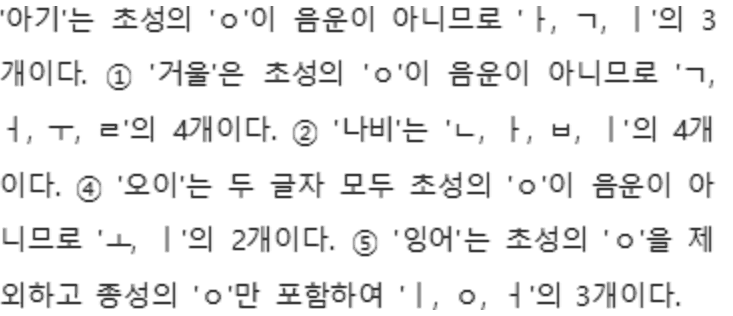 '아기'는 초성의 'ㅇ'이 음운이 아니므로 'ㅏ, ㄱ, ㅣ'의 3
개이다. ① '거울'은 초성의 'ㅇ'이 음운이 아니므로 'ㄱ,
ㅓ, ㅜ, ㄹ'의 4개이다. ② '나비'는 'ㄴ, ㅏ, ㅂ, ㅣ'의 4개
이다. ④ '오이'는 두 글자 모두 초성의 'ㅇ'이 음운이 아
니므로 'ㅗ, ㅣ'의 2개이다. ⑤ '잉어'는 초성의 'ㅇ'을 제
외하고 종성의 'ㅇ'만 포함하여 'ㅣ, ㅇ, ㅓ'의 3개이다.